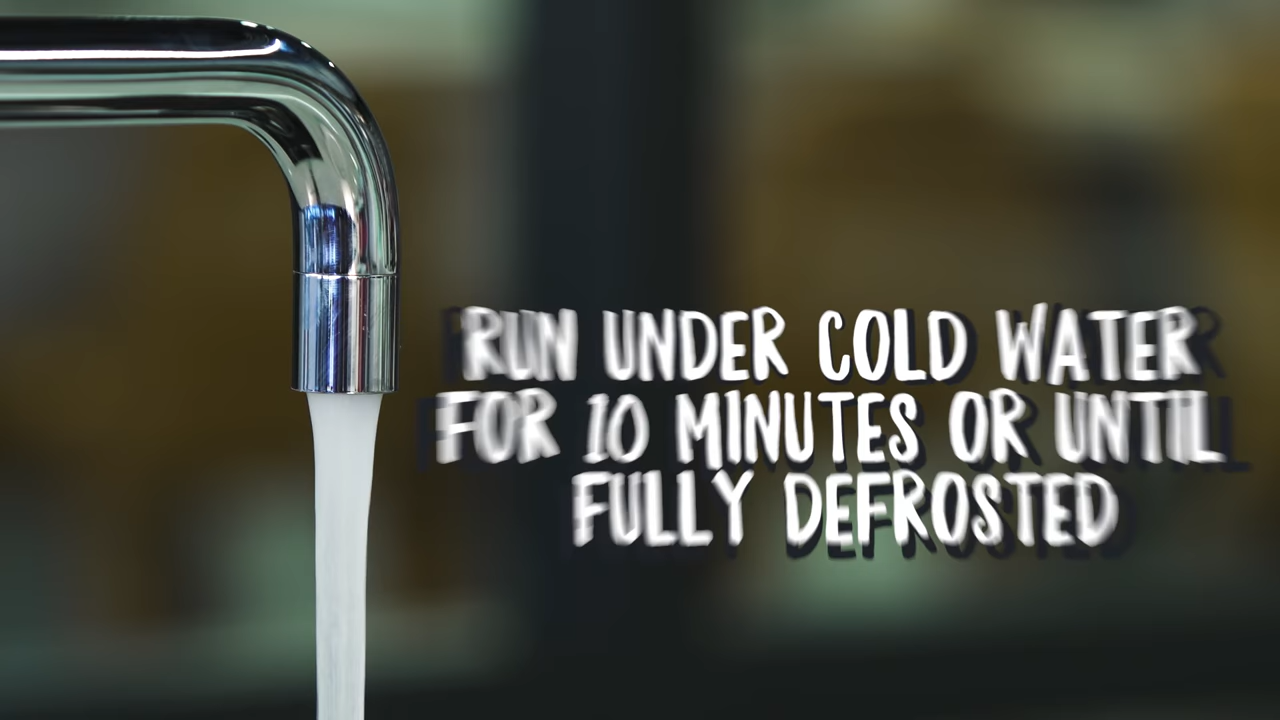 RUN UNDER COLD WATER
FOR 10 MINUTES OR UNTIL
FULLY DEFROSTED